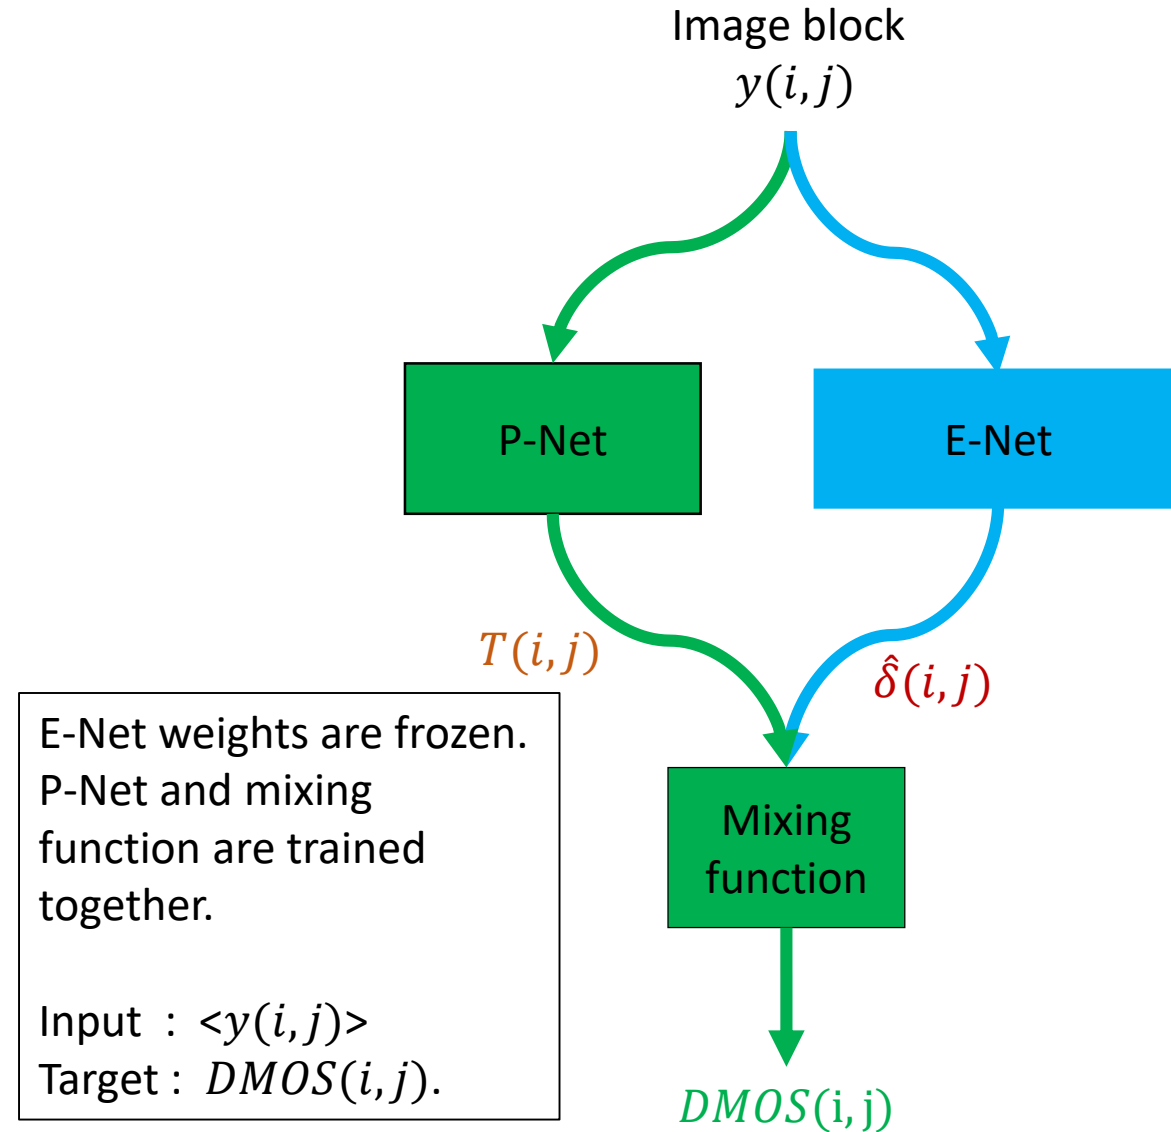 Image block
y(i, j)
P-Net
E-Net
T(i, j)
δ̂(i, j)
E-Net weights are frozen.
P-Net and mixing
function are trained
together.
Input : <y(i, j)>
Target : DMOS(i, j).
Mixing
function
DMOS(i, j)